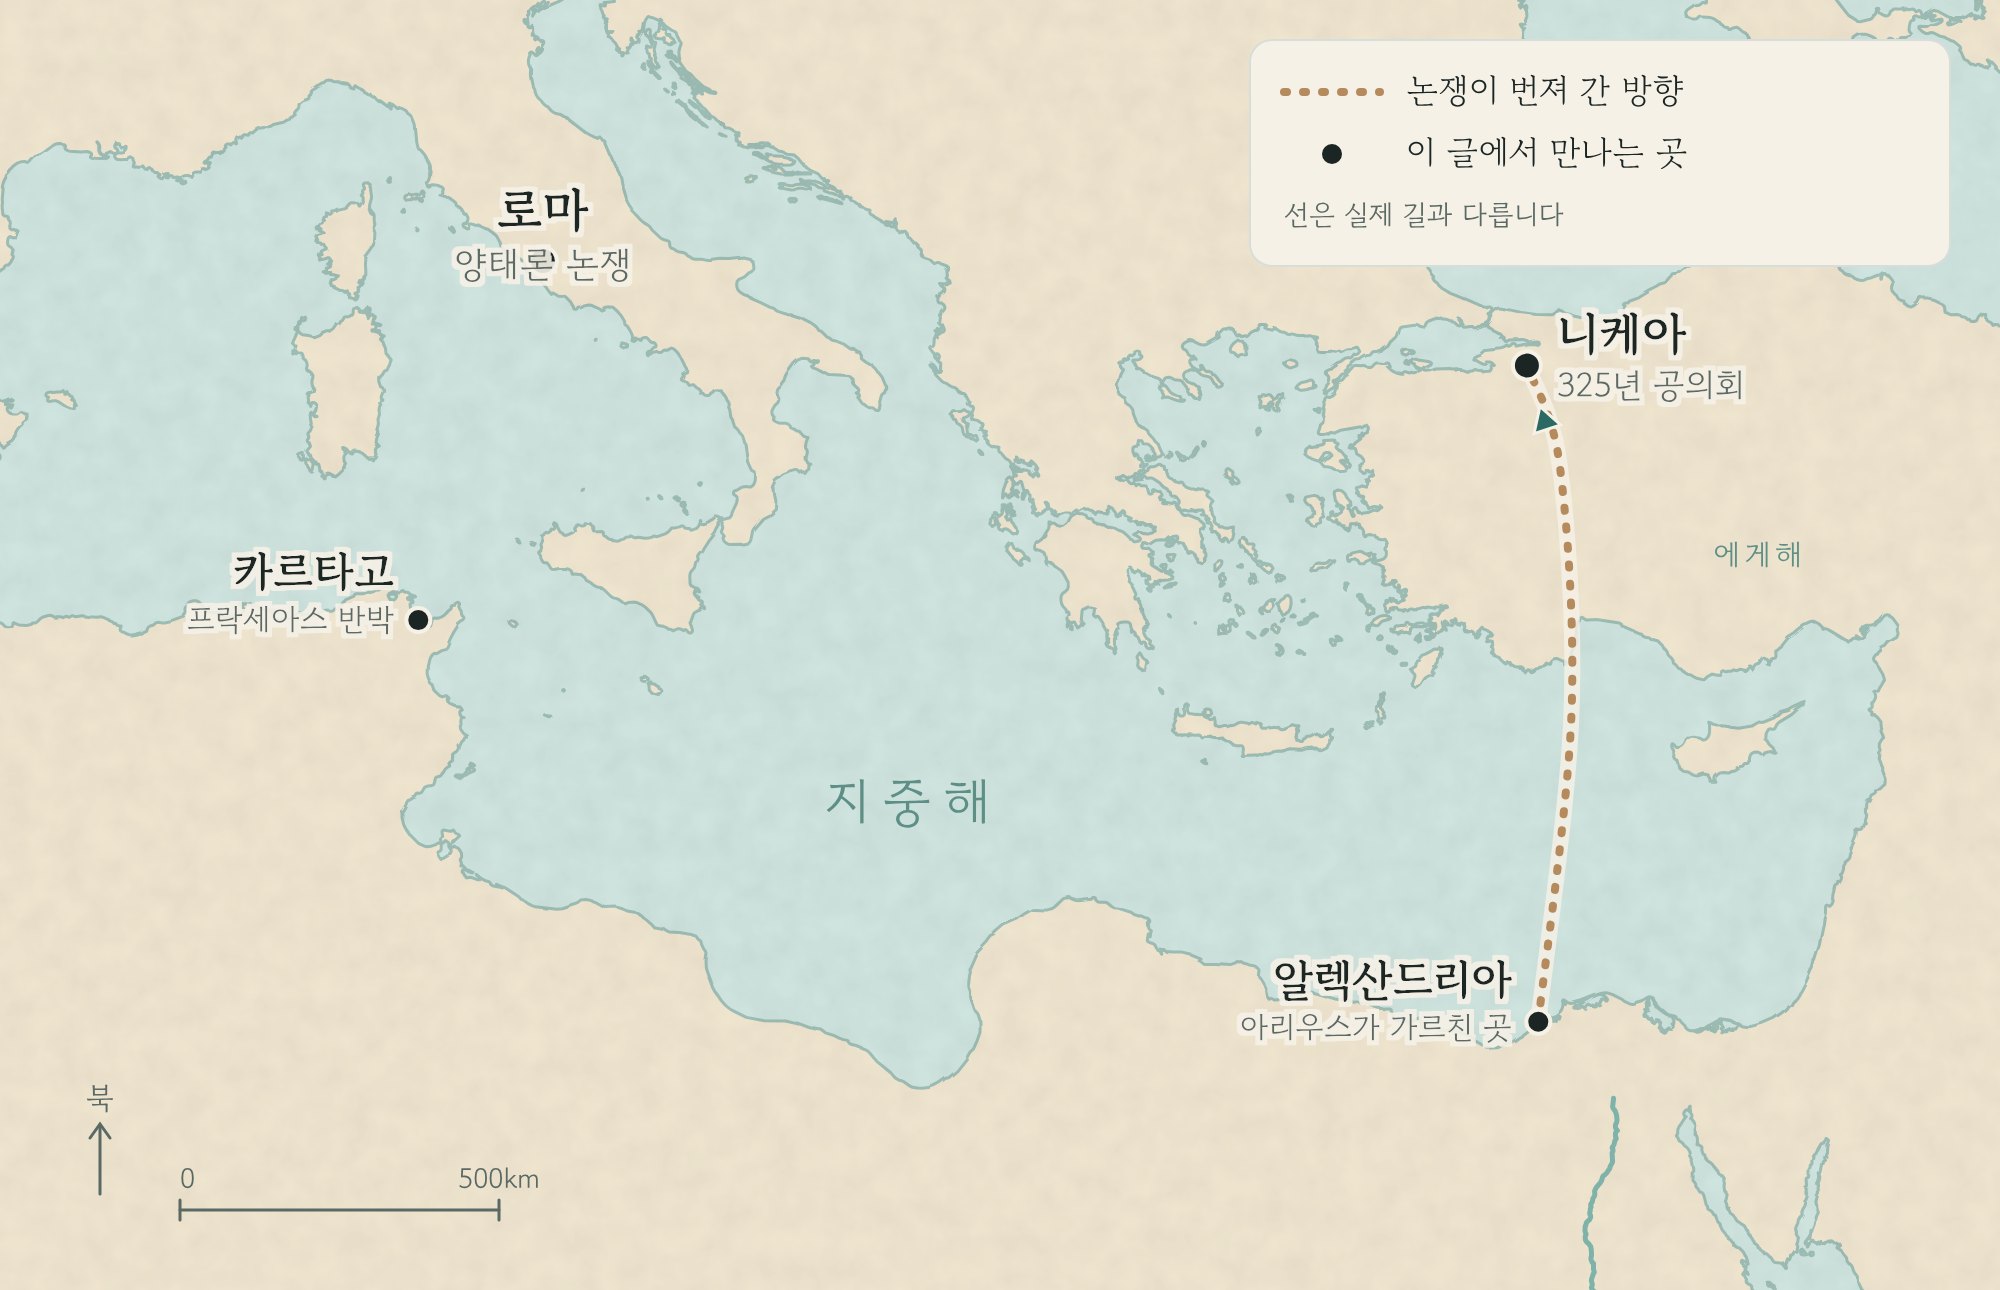 논쟁이 번져 간 방향
이 글에서 만나는 곳
선은 실제 길과 다릅니다
로마
양태론 논쟁
니케아
325년 공의회
에게해
카르타고
프락세아스 반박
지중해
알렉산드리아
아리우스가 가르친 곳
북
0 500km